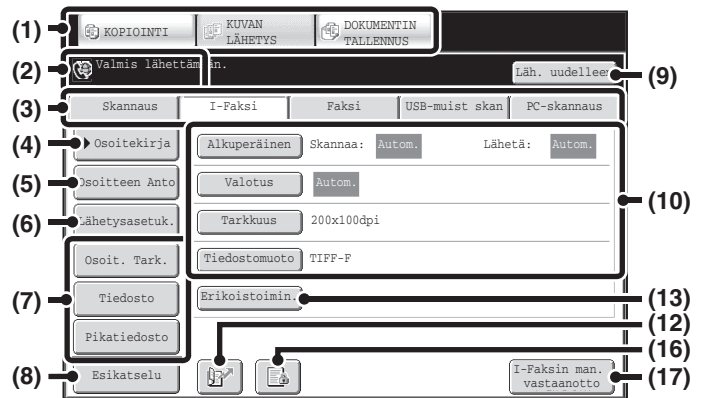 (1) KOPIOINTI KUVAN LÄHETYS DOKUMENTIN TALLENNUS
(2) Valmis lähettämään. Läh. uudelleen (9)
(3) Skannaus I-Faksi Faksi USB-muist skan PC-skannaus
(4) Osoitekirja Alkuperäinen Skannaa: Autom. Lähetä: Autom.
(5) Osoitteen Anto Valotus Autom. (10)
(6) Lähetysasetuk. Tarkkuus 200x100dpi
Osoit. Tark. Tiedostomuoto TIFF-F
(7) Tiedosto Erikoistoimin. (13)
(12)
Pikatiedosto (16)
(8) Esikatselu I-Faksin man. vastaanotto (17)